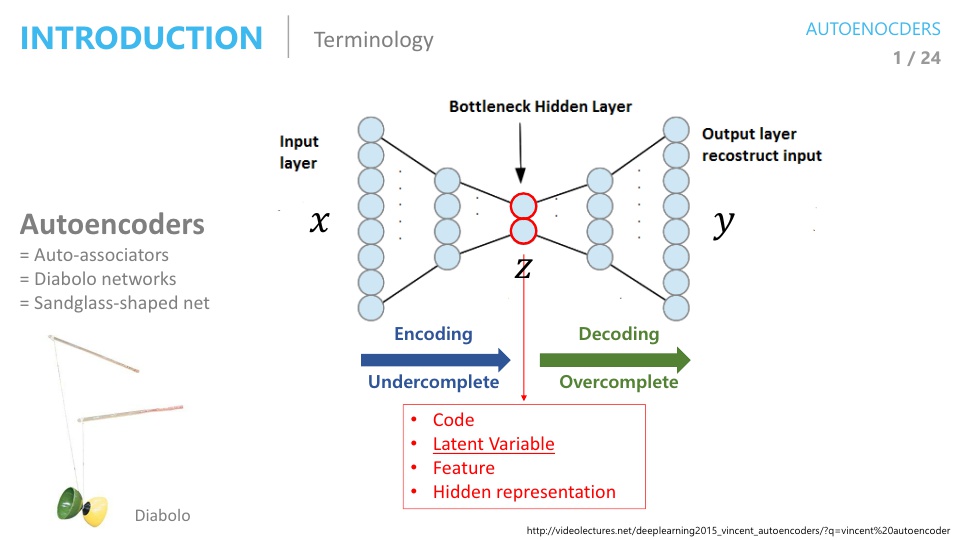 INTRODUCTION
Terminology
AUTOENOCDERS
1 / 24
Bottleneck Hidden Layer
Input
layer
Output layer
recostruct input
x
y
z
Autoencoders
= Auto-associators
= Diabolo networks
= Sandglass-shaped net
Encoding
Decoding
Undercomplete
Overcomplete
• Code
• Latent Variable
• Feature
• Hidden representation
Diabolo
http://videolectures.net/deeplearning2015_vincent_autoencoders/?q=vincent%20autoencoder